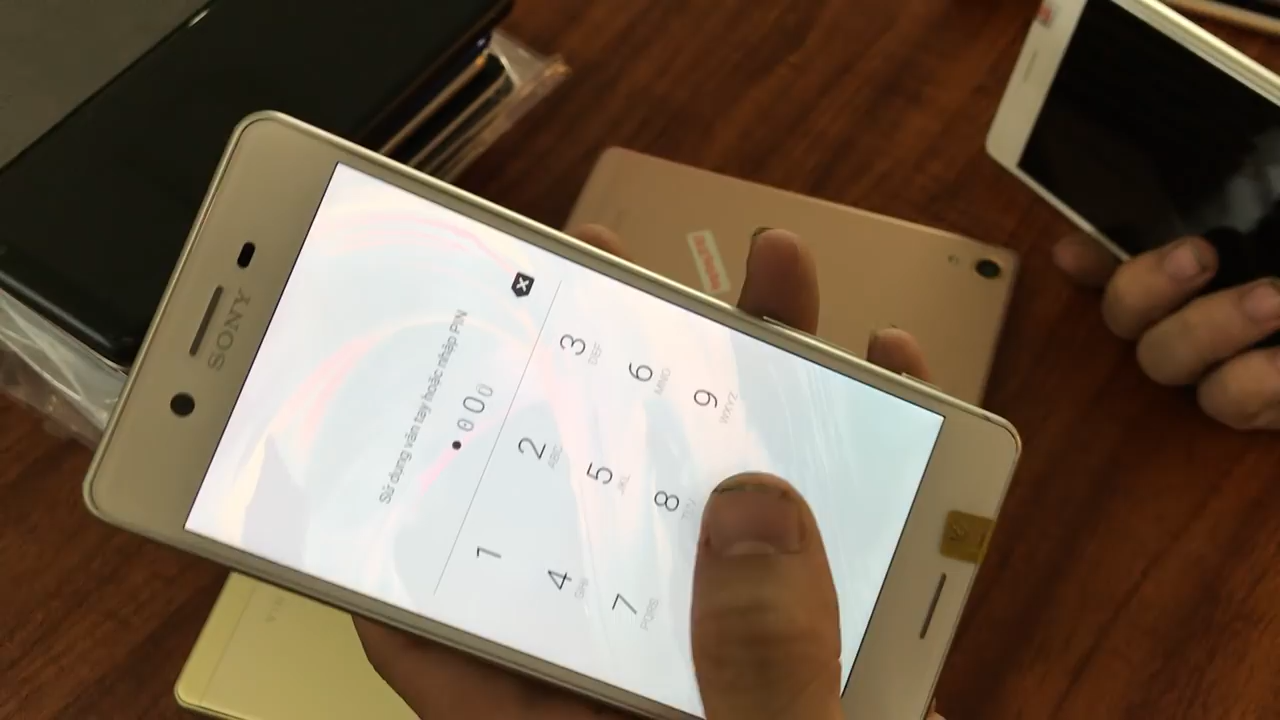 SONY
Sử dụng vân tay hoặc nhập PIN
000
1
2 ABC
3 DEF
4 GHI
5 JKL
6 MNO
7 PQRS
8 TUV
9 WXYZ